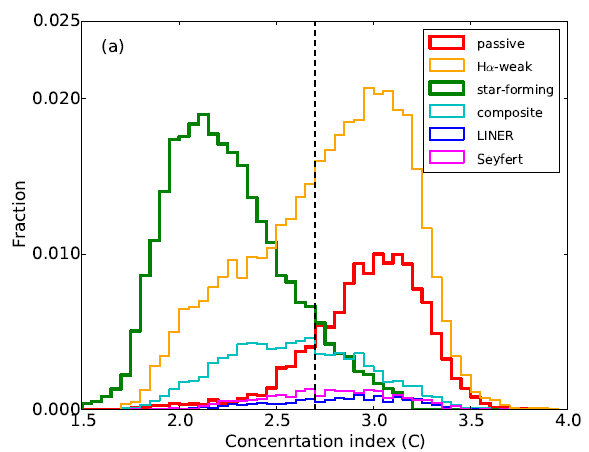 (a)
passive
Hα-weak
star-forming
composite
LINER
Seyfert
Fraction
0.025
0.020
0.010
0.000
1.5 2.0 2.5 3.0 3.5 4.0
Concenrtation index (C)